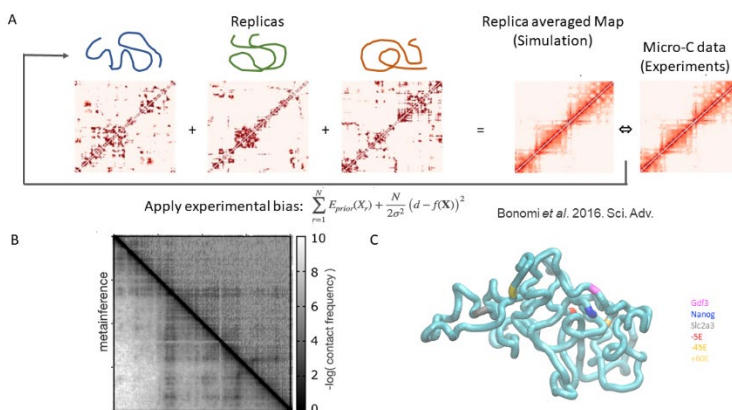 A
Replicas
Replica averaged Map
(Simulation)
Micro-C data
(Experiments)
+
+
=
⇔
Apply experimental bias: $\sum_{r=1}^{N} E_{prior}(X_r) + \frac{N}{2\sigma^2} (d - f(\mathbf{X}))^2$
Bonomi et al. 2016. Sci. Adv.
B
metainference
10
8
6
4
2
0
-log( contact frequency)
C
Gdf3
Nanog
Slc2a3
-5E
-45E
+60E